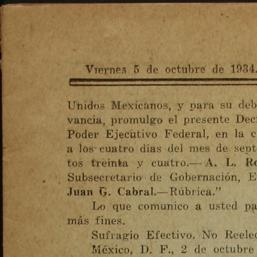 Viernes 5 de octubre de 1934.
Unidos Mexicanos, y para su deb
vancia, promulgo el presente Dec
Poder Ejecutivo Federal, en la c
a los cuatro días del mes de sept
tos treinta y cuatro.—A. L. Ro
Subsecretario de Gobernación, E
Juan G. Cabral.—Rúbrica."
Lo que comunico a usted pa
más fines.
Sufragio Efectivo. No Reelec
México, D. F., 2 de octubre